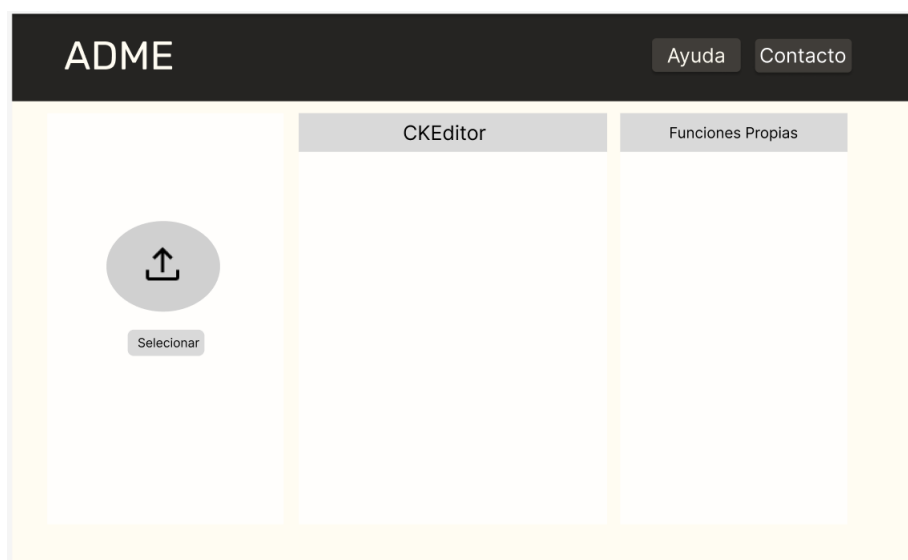 ADME
Ayuda
Contacto
CKEditor
Funciones Propias
Selecionar